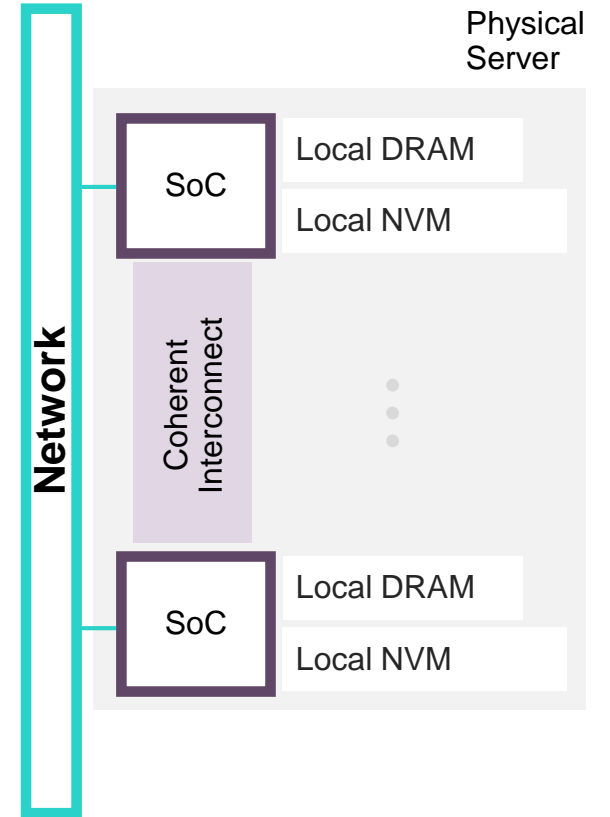 Physical
Server
Network
SoC
Local DRAM
Local NVM
Coherent
Interconnect
SoC
Local DRAM
Local NVM